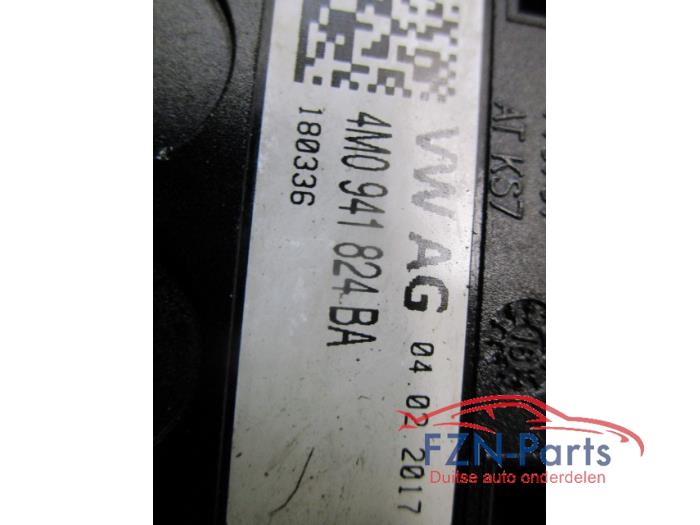 VW AG 04.02.2017
4M0 941 824 BA
180336
AT KS7
FZN-Parts
Duitse auto onderdelen